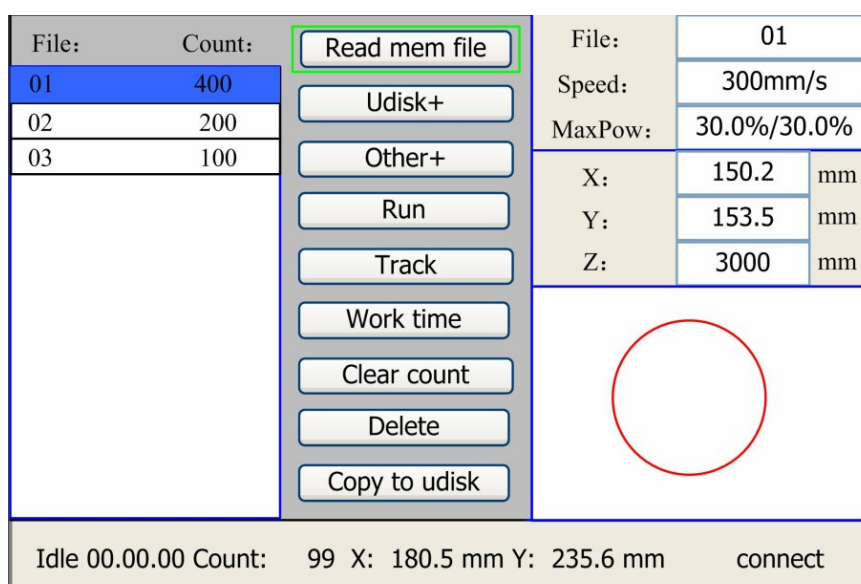 File： Count：
01 400
02 200
03 100
Read mem file
Udisk+
Other+
Run
Track
Work time
Clear count
Delete
Copy to udisk
File： 01
Speed： 300mm/s
MaxPow： 30.0%/30.0%
X： 150.2 mm
Y： 153.5 mm
Z： 3000 mm
Idle 00.00.00 Count: 99 X: 180.5 mm Y: 235.6 mm connect